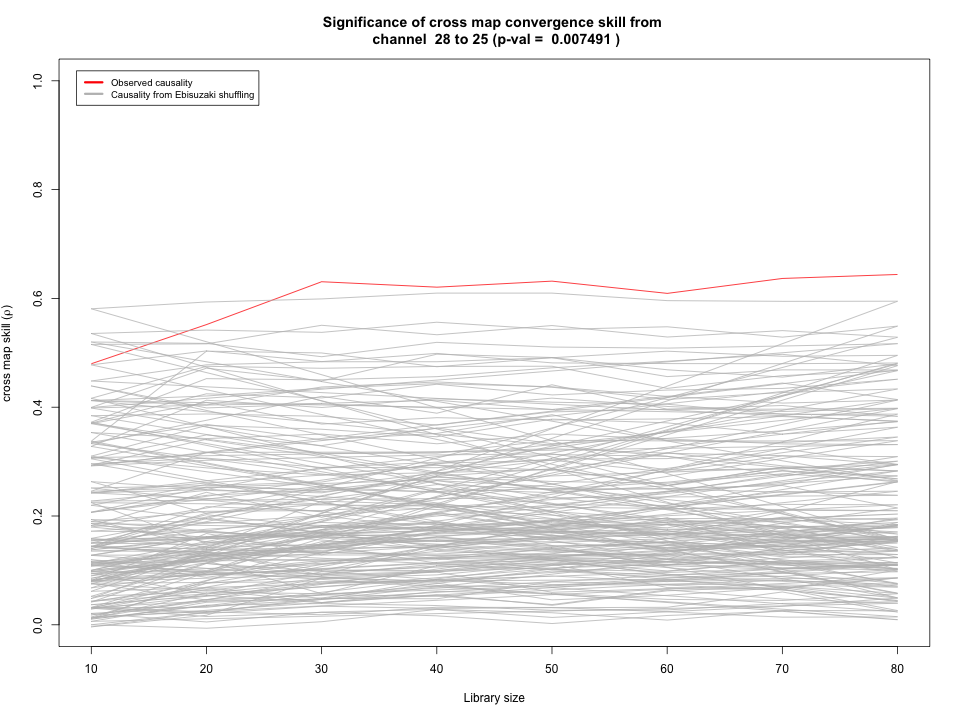 Significance of cross map convergence skill from
channel  28 to 25 (p-val =  0.007491 )
Observed causality
Causality from Ebisuzaki shuffling
cross map skill (ρ)
1.0
0.8
0.6
0.4
0.2
0.0
10 20 30 40 50 60 70 80
Library size